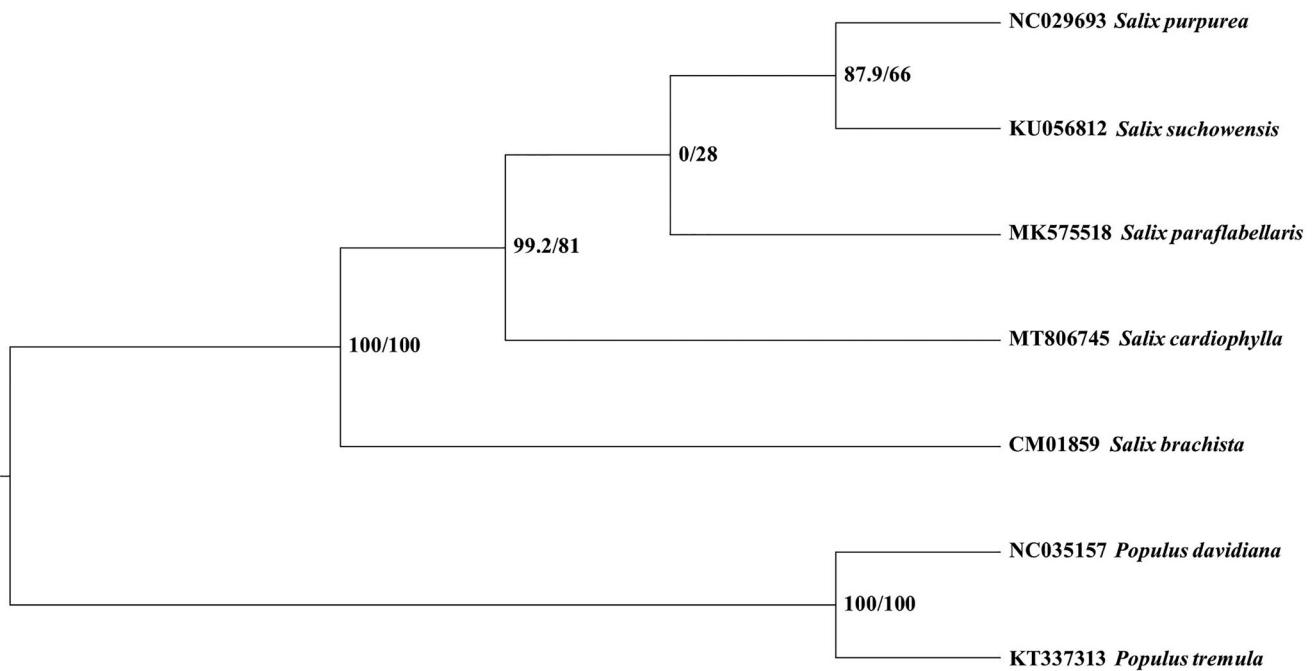 NC029693 Salix purpurea
87.9/66
KU056812 Salix suchowensis
0/28
MK575518 Salix paraflabellaris
99.2/81
MT806745 Salix cardiophylla
100/100
CM01859 Salix brachista
NC035157 Populus davidiana
100/100
KT337313 Populus tremula